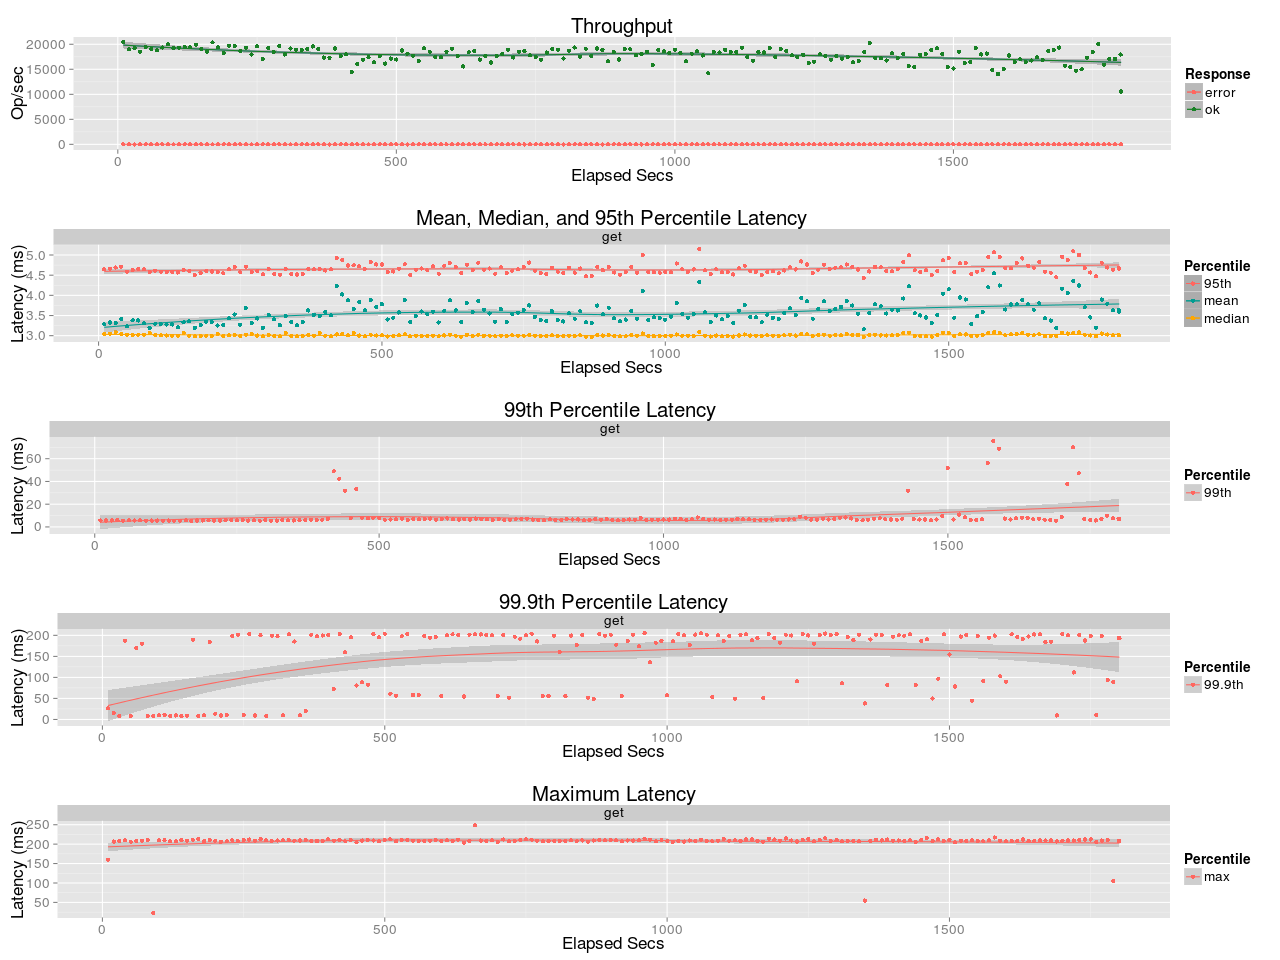 Throughput
Op/sec
20000
15000
10000
5000
0
0 500 1000 1500
Elapsed Secs
Response
error
ok
Mean, Median, and 95th Percentile Latency
get
Latency (ms)
5.0
4.5
4.0
3.5
3.0
0 500 1000 1500
Elapsed Secs
Percentile
95th
mean
median
99th Percentile Latency
get
Latency (ms)
60
40
20
0
0 500 1000 1500
Elapsed Secs
Percentile
99th
99.9th Percentile Latency
get
Latency (ms)
200
150
100
50
0
0 500 1000 1500
Elapsed Secs
Percentile
99.9th
Maximum Latency
get
Latency (ms)
250
200
150
100
50
0 500 1000 1500
Elapsed Secs
Percentile
max